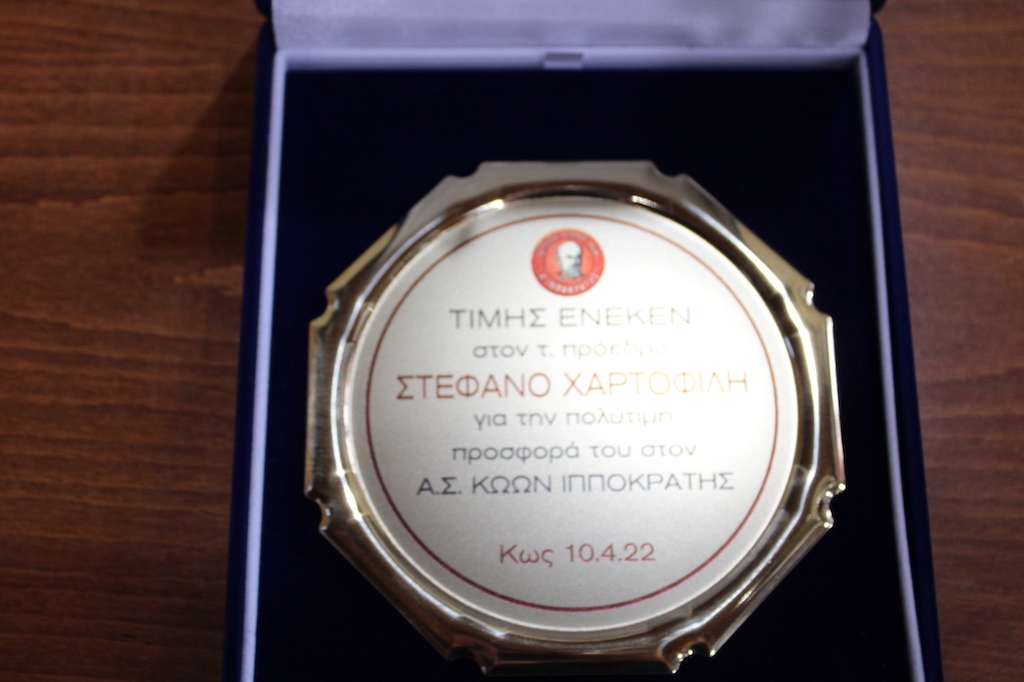 ΤΙΜΗΣ ΕΝΕΚΕΝ
στον τ. πρόεδρο
ΣΤΕΦΑΝΟ ΧΑΡΤΟΦΙΛΗ
για την πολύτιμη
προσφορά του στον
Α.Σ. ΚΩΩΝ ΙΠΠΟΚΡΑΤΗΣ
Κως 10.4.22